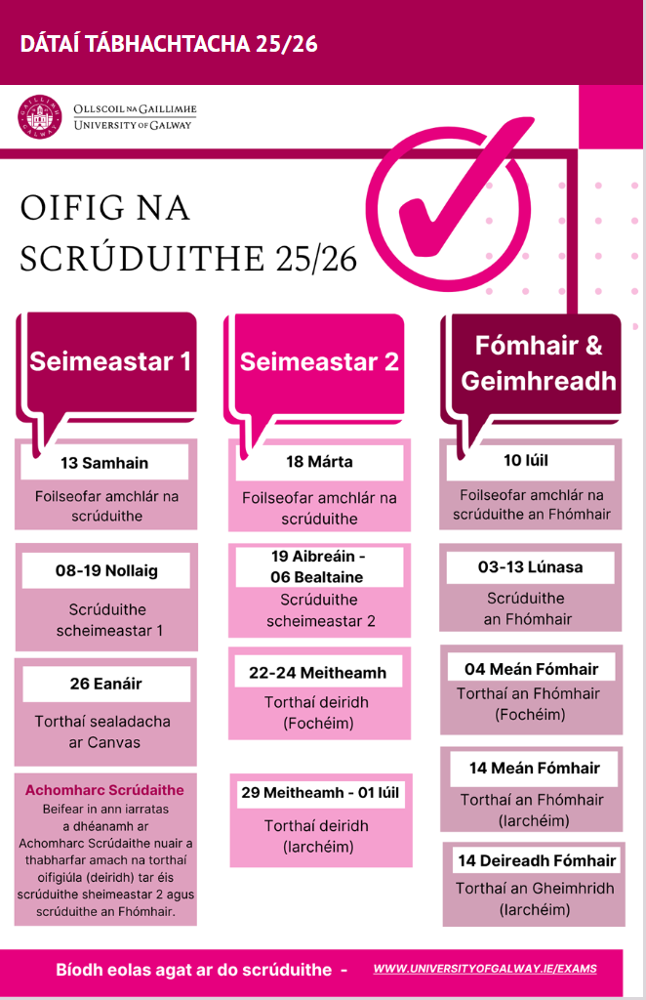 DÁTAÍ TÁBHACHTACHA 25/26
GAILLIMH
GALWAY
OLLSCOIL NA GAILLIMHE
UNIVERSITY OF GALWAY
OIFIG NA
SCRÚDUITHE 25/26
Seimeastar 1
13 Samhain
Foilseofar amchlár na
scrúduithe
08-19 Nollaig
Scrúduithe
scheimeastar 1
26 Eanáir
Torthaí sealadacha
ar Canvas
Achomharc Scrúdaithe
Beifear in ann iarratas
a dhéanamh ar
Achomharc Scrúdaithe nuair a
thabharfar amach na torthaí
oifigiúla (deiridh) tar éis
scrúduithe sheimeastar 2 agus
scrúduithe an Fhómhair.
Seimeastar 2
18 Márta
Foilseofar amchlár na
scrúduithe
19 Aibreáin -
06 Bealtaine
Scrúduithe
scheimeastar 2
22-24 Meitheamh
Torthaí deiridh
(Fochéim)
29 Meitheamh - 01 Iúil
Torthaí deiridh
(Iarchéim)
Fómhair &
Geimhreadh
10 Iúil
Foilseofar amchlár na
scrúduithe an Fhómhair
03-13 Lúnasa
Scrúduithe
an Fhómhair
04 Meán Fómhair
Torthaí an Fhómhair
(Fochéim)
14 Meán Fómhair
Torthaí an Fhómhair
(Iarchéim)
14 Deireadh Fómhair
Torthaí an Gheimhridh
(Iarchéim)
Bíodh eolas agat ar do scrúduithe - WWW.UNIVERSITYOFGALWAY.IE/EXAMS